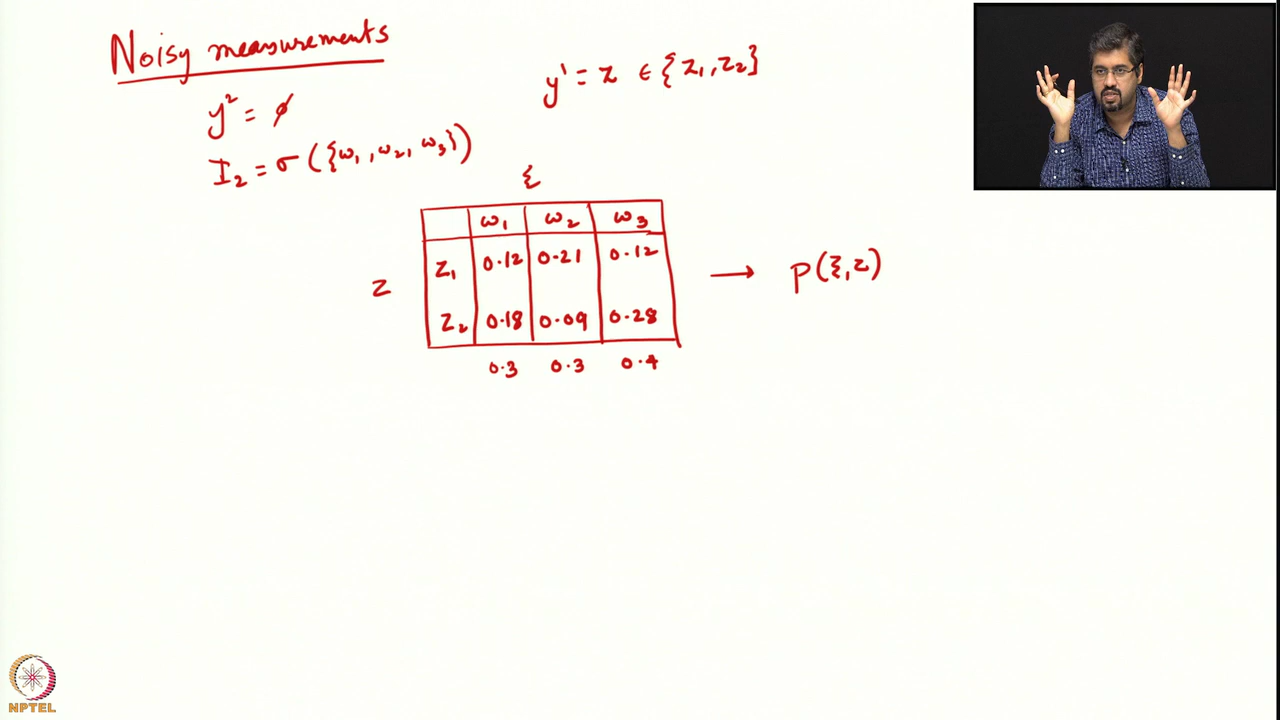 Noisy measurements
y² = ø
y¹ = z ∈ {z₁, z₂}
I₂ = σ({ω₁, ω₂, ω₃})
ξ
ω₁ ω₂ ω₃
z₁ 0.12 0.21 0.12
z → P(ξ, z)
z₂ 0.18 0.09 0.28
0.3 0.3 0.4
NPTEL